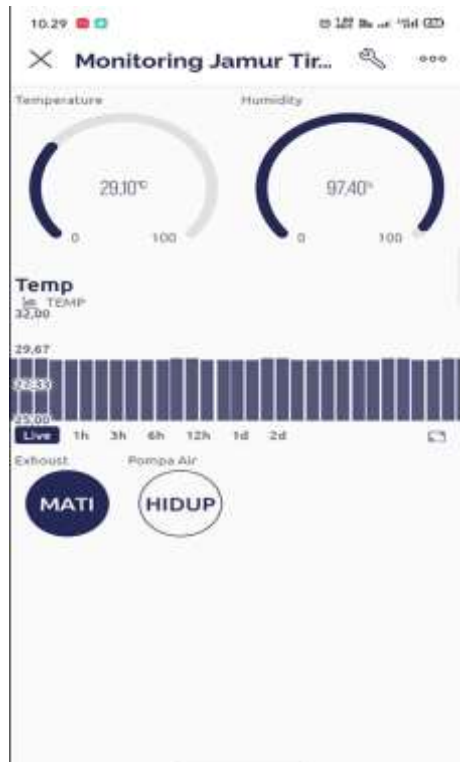 10.29
Monitoring Jamur Tir...
Temperature Humidity
29.10°C 97.40%
0 100 0 100
Temp
TEMP
32,00
29,67
25,00
Live 1h 3h 6h 12h 1d 2d
Exhoust Pompa Air
MATI HIDUP